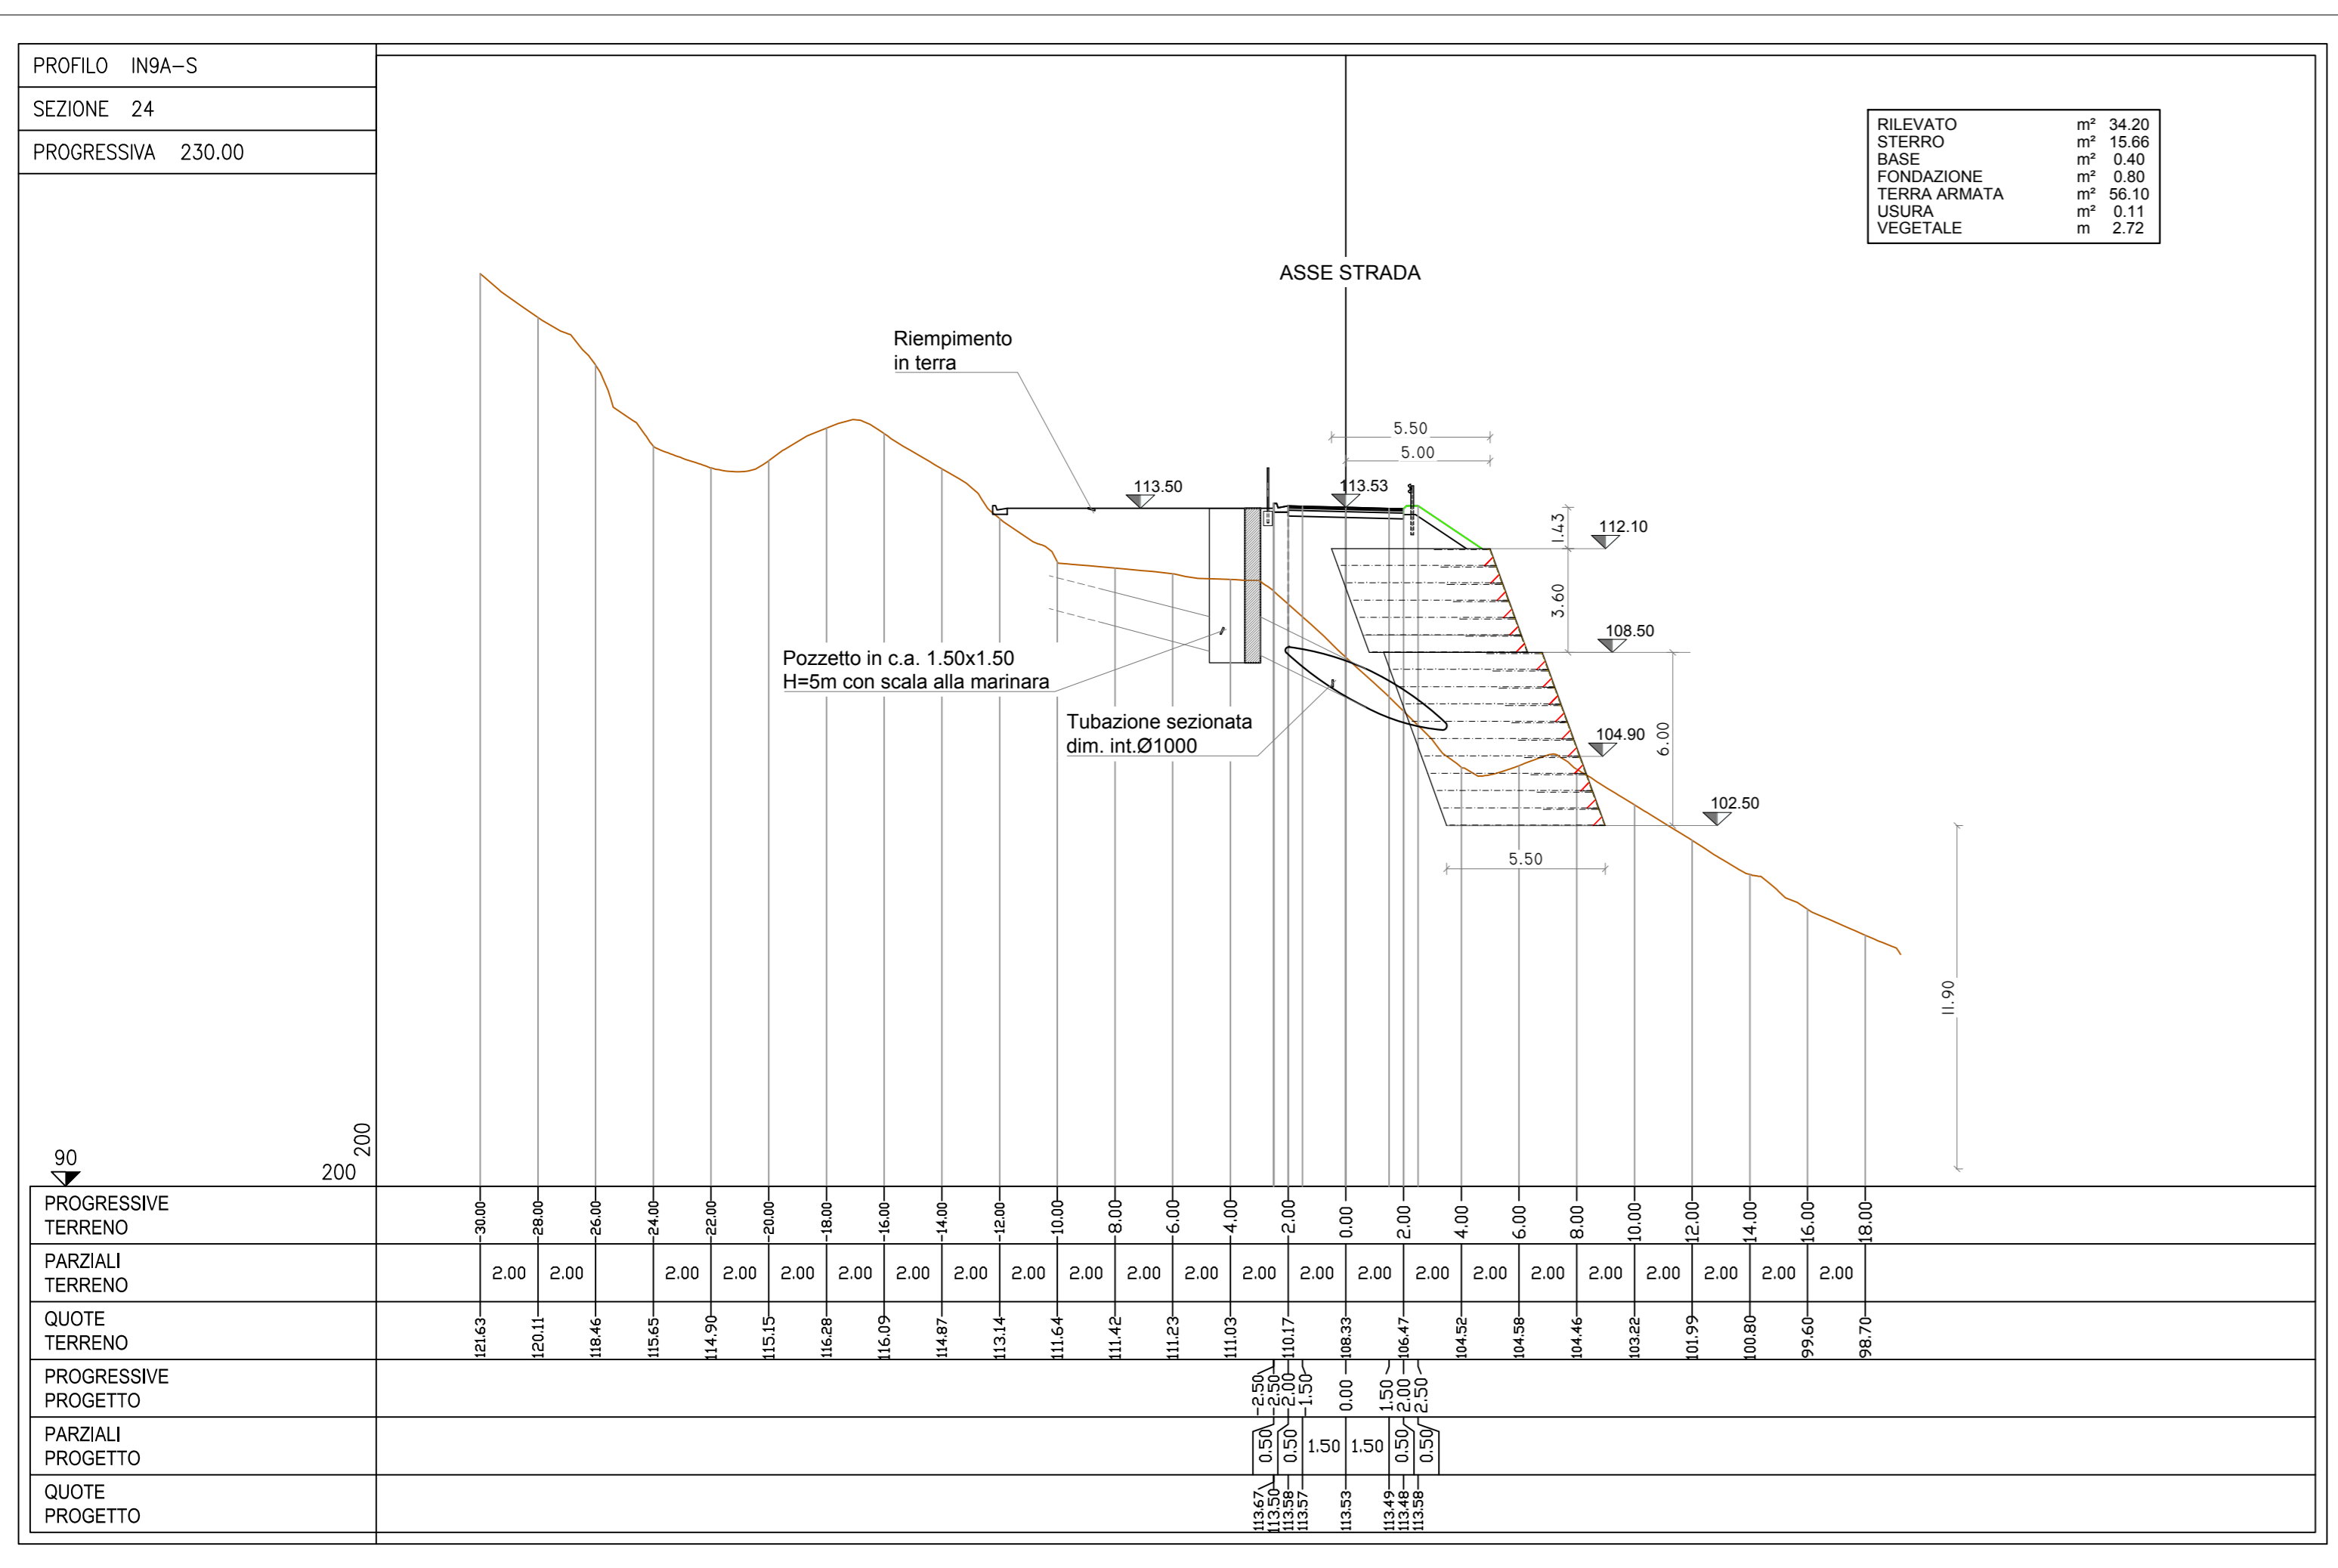 PROFILO IN9A-S
SEZIONE 24
PROGRESSIVA 230.00
RILEVATO m² 34.20
STERRO m² 15.66
BASE m² 0.40
FONDAZIONE m² 0.80
TERRA ARMATA m² 56.10
USURA m² 0.11
VEGETALE m 2.72
ASSE STRADA
Riempimento
in terra
5.50
5.00
113.50
113.53
1.43
112.10
3.60
108.50
Pozzetto in c.a. 1.50x1.50
H=5m con scala alla marinara
Tubazione sezionata
dim. int.Ø1000
104.90
6.00
102.50
5.50
11.90
90
200
200
PROGRESSIVE
TERRENO
-30.00 -28.00 -26.00 -24.00 -22.00 -20.00 -18.00 -16.00 -14.00 -12.00 -10.00 -8.00 -6.00 -4.00 -2.00 0.00 2.00 4.00 6.00 8.00 10.00 12.00 14.00 16.00 18.00
PARZIALI
TERRENO
2.00 2.00 2.00 2.00 2.00 2.00 2.00 2.00 2.00 2.00 2.00 2.00 2.00 2.00 2.00 2.00 2.00 2.00 2.00 2.00 2.00 2.00 2.00
QUOTE
TERRENO
121.63 120.11 118.46 115.65 114.90 115.15 116.28 116.09 114.87 113.14 111.64 111.42 111.23 111.03 110.17 108.33 106.47 104.52 104.58 104.46 103.22 101.99 100.80 99.60 98.70
PROGRESSIVE
PROGETTO
-2.50 -2.50 -2.00 -1.50 0.00 1.50 2.00 2.50
PARZIALI
PROGETTO
0.50 0.50 1.50 1.50 0.50 0.50
QUOTE
PROGETTO
113.67 113.50 113.58 113.57 113.53 113.49 113.48 113.58